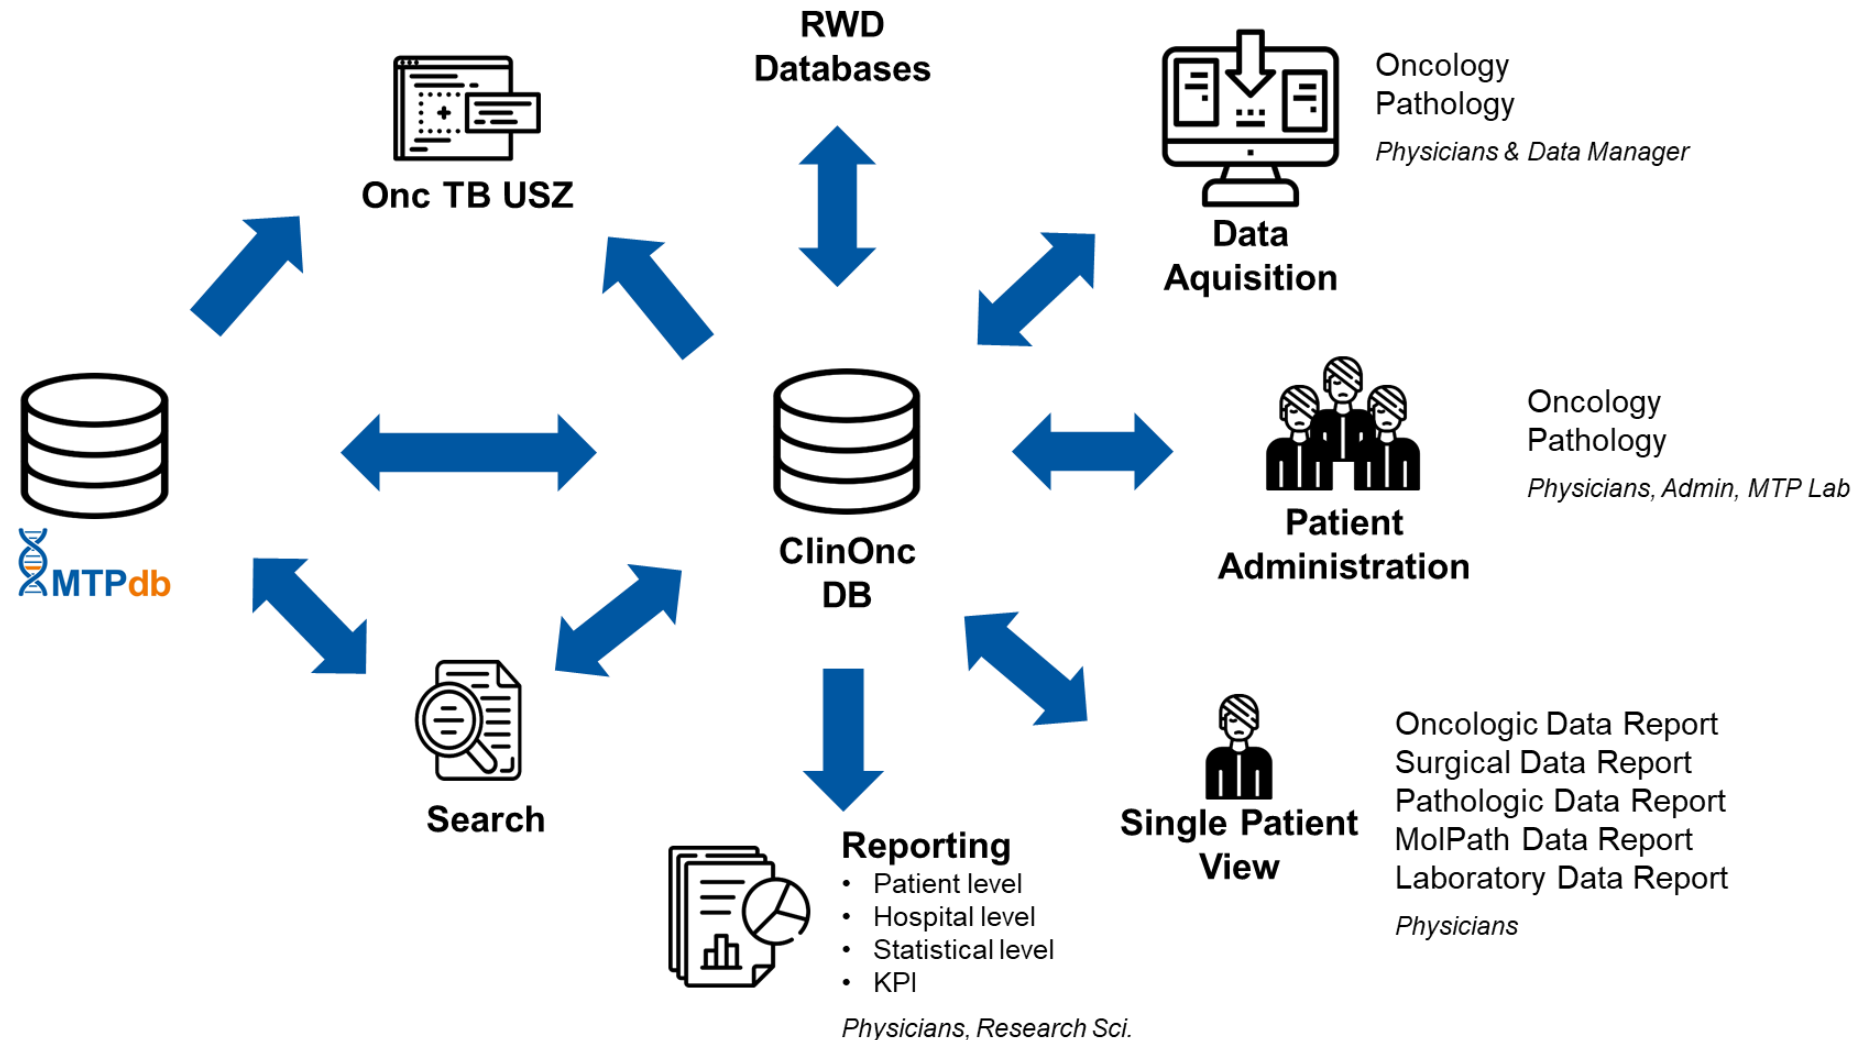 RWD
Databases
Onc TB USZ
Oncology
Pathology
Physicians & Data Manager
Data
Aquisition
MTPdb
ClinOnc
DB
Oncology
Pathology
Physicians, Admin, MTP Lab
Patient
Administration
Search
Reporting
• Patient level
• Hospital level
• Statistical level
• KPI
Physicians, Research Sci.
Single Patient
View
Oncologic Data Report
Surgical Data Report
Pathologic Data Report
MolPath Data Report
Laboratory Data Report
Physicians